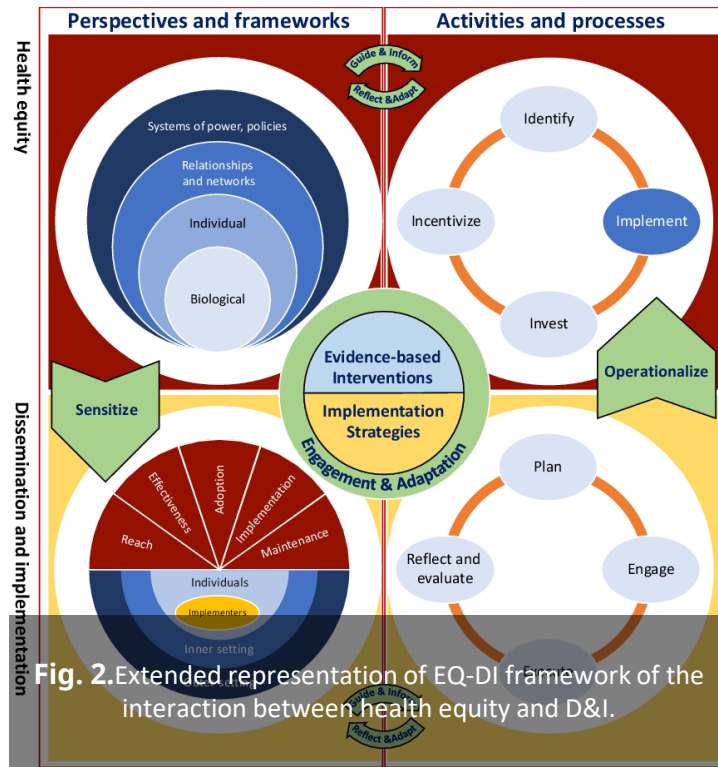 Perspectives and frameworks
Activities and processes
Health equity
Guide & Inform
Reflect &Adapt
Systems of power, policies
Relationships
and networks
Individual
Biological
Identify
Incentivize
Implement
Invest
Evidence-based
Interventions
Implementation
Strategies
Engagement & Adaptation
Sensitize
Operationalize
Dissemination and implementation
Reach
Effectiveness
Adoption
Implementation
Maintenance
Individuals
Implementers
Inner setting
Outer setting
Plan
Reflect and
evaluate
Engage
Execute
Guide & Inform
Reflect &Adapt
Fig. 2.Extended representation of EQ-DI framework of the
interaction between health equity and D&I.